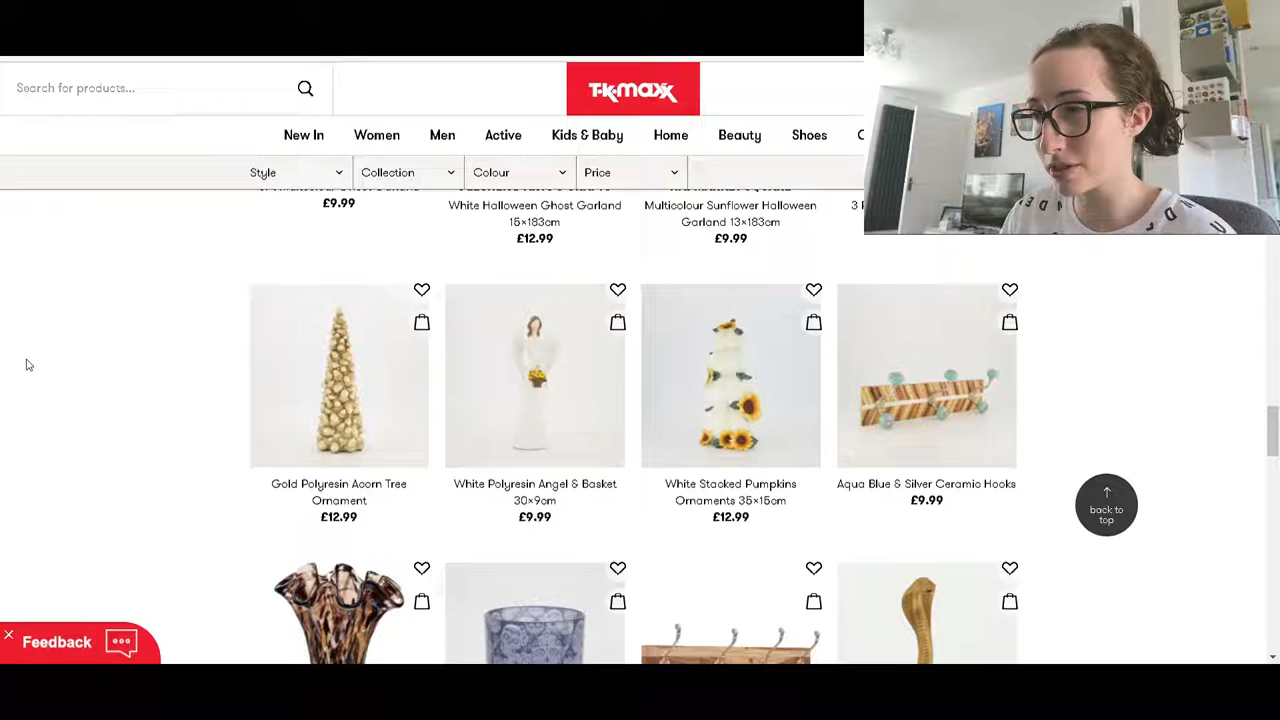 Search for products...
TK maxx
New In
Women
Men
Active
Kids & Baby
Home
Beauty
Shoes
Style
Collection
Colour
Price
£9.99
White Halloween Ghost Garland
15x183cm
£12.99
Multicolour Sunflower Halloween
Garland 13x183cm
£9.99
Gold Polyresin Acorn Tree
Ornament
£12.99
White Polyresin Angel & Basket
30x9cm
£9.99
White Stacked Pumpkins
Ornaments 35x15cm
£12.99
Aqua Blue & Silver Ceramic Hooks
£9.99
back to
top
Feedback